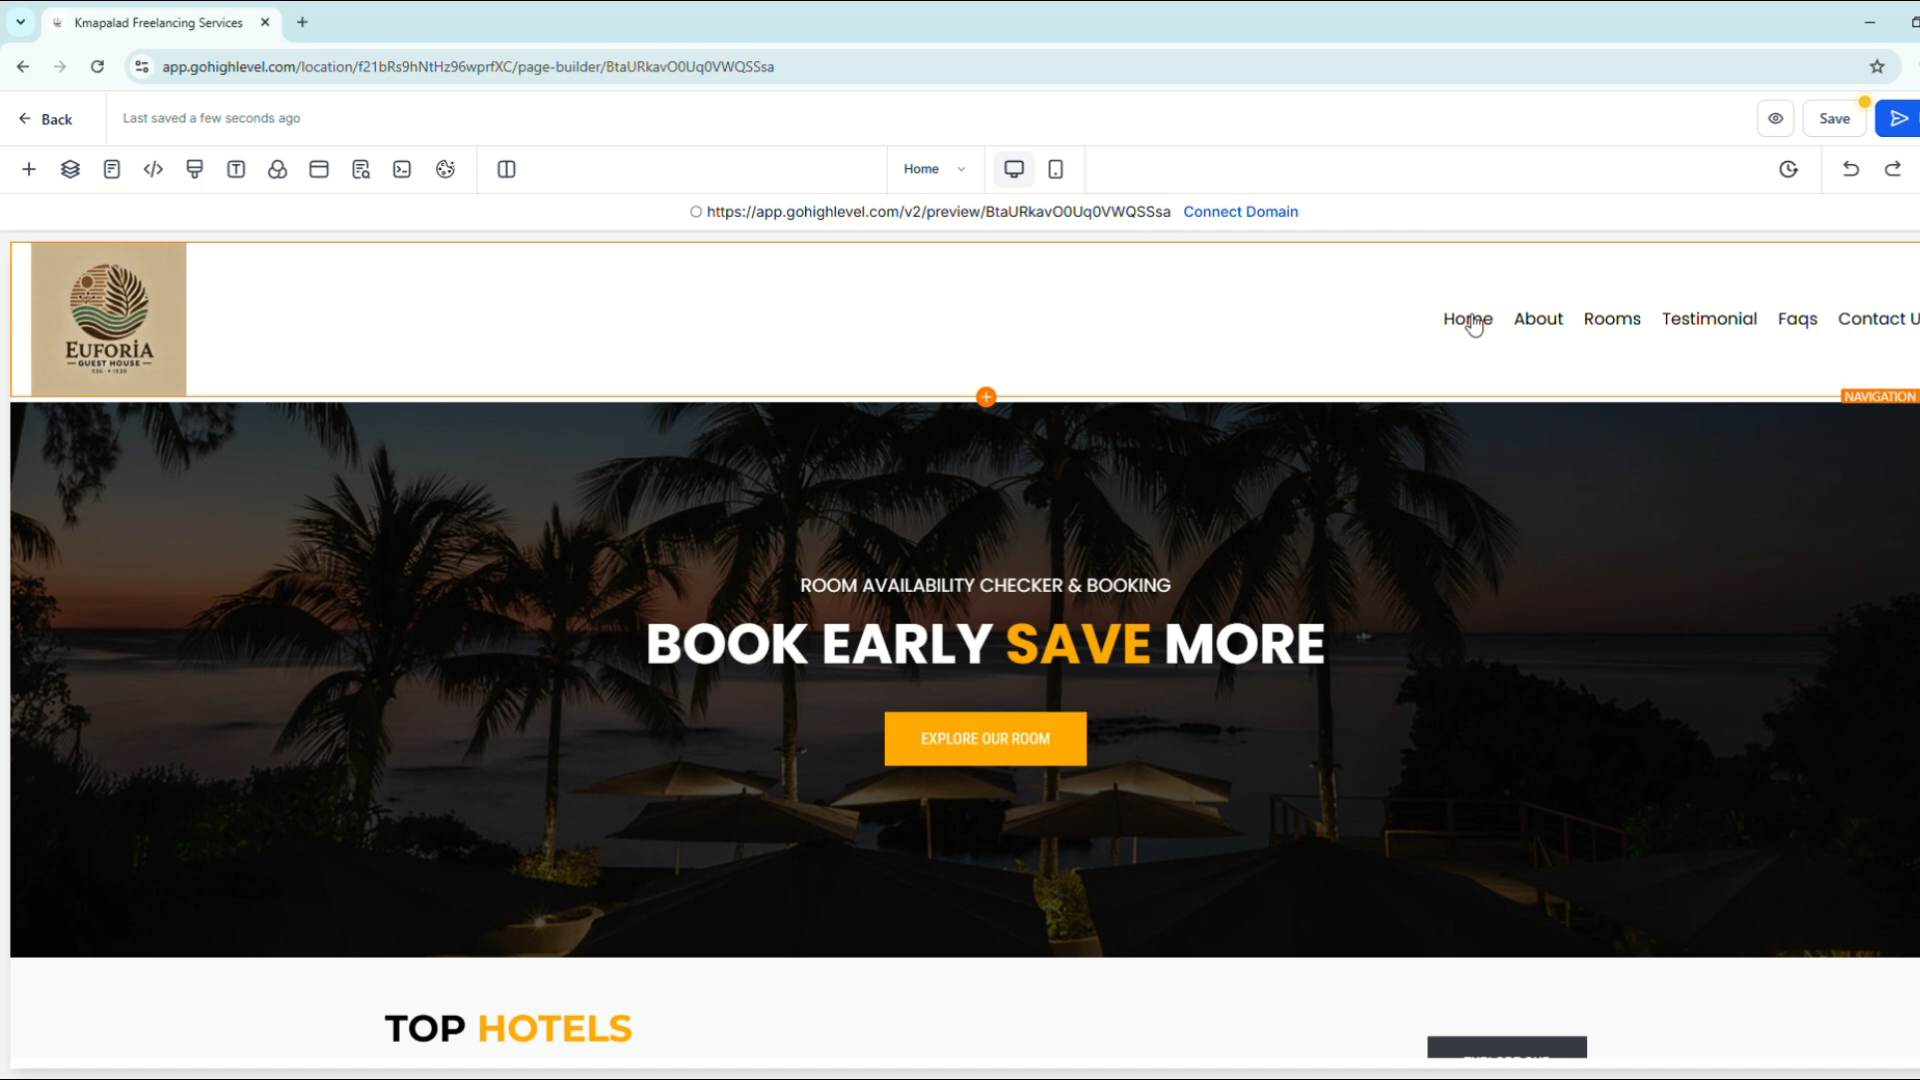 Kmapalad Freelancing Services
app.gohighlevel.com/location/f21bRs9hNtHz96wprfXC/page-builder/BtaURkavO0Uq0VWQSSsa
Back
Last saved a few seconds ago
Save
Home
https://app.gohighlevel.com/v2/preview/BtaURkavO0Uq0VWQSSsa Connect Domain
EUFORIA
GUEST HOUSE
Home About Rooms Testimonial Faqs Contact U
NAVIGATION
ROOM AVAILABILITY CHECKER & BOOKING
BOOK EARLY SAVE MORE
EXPLORE OUR ROOM
TOP HOTELS